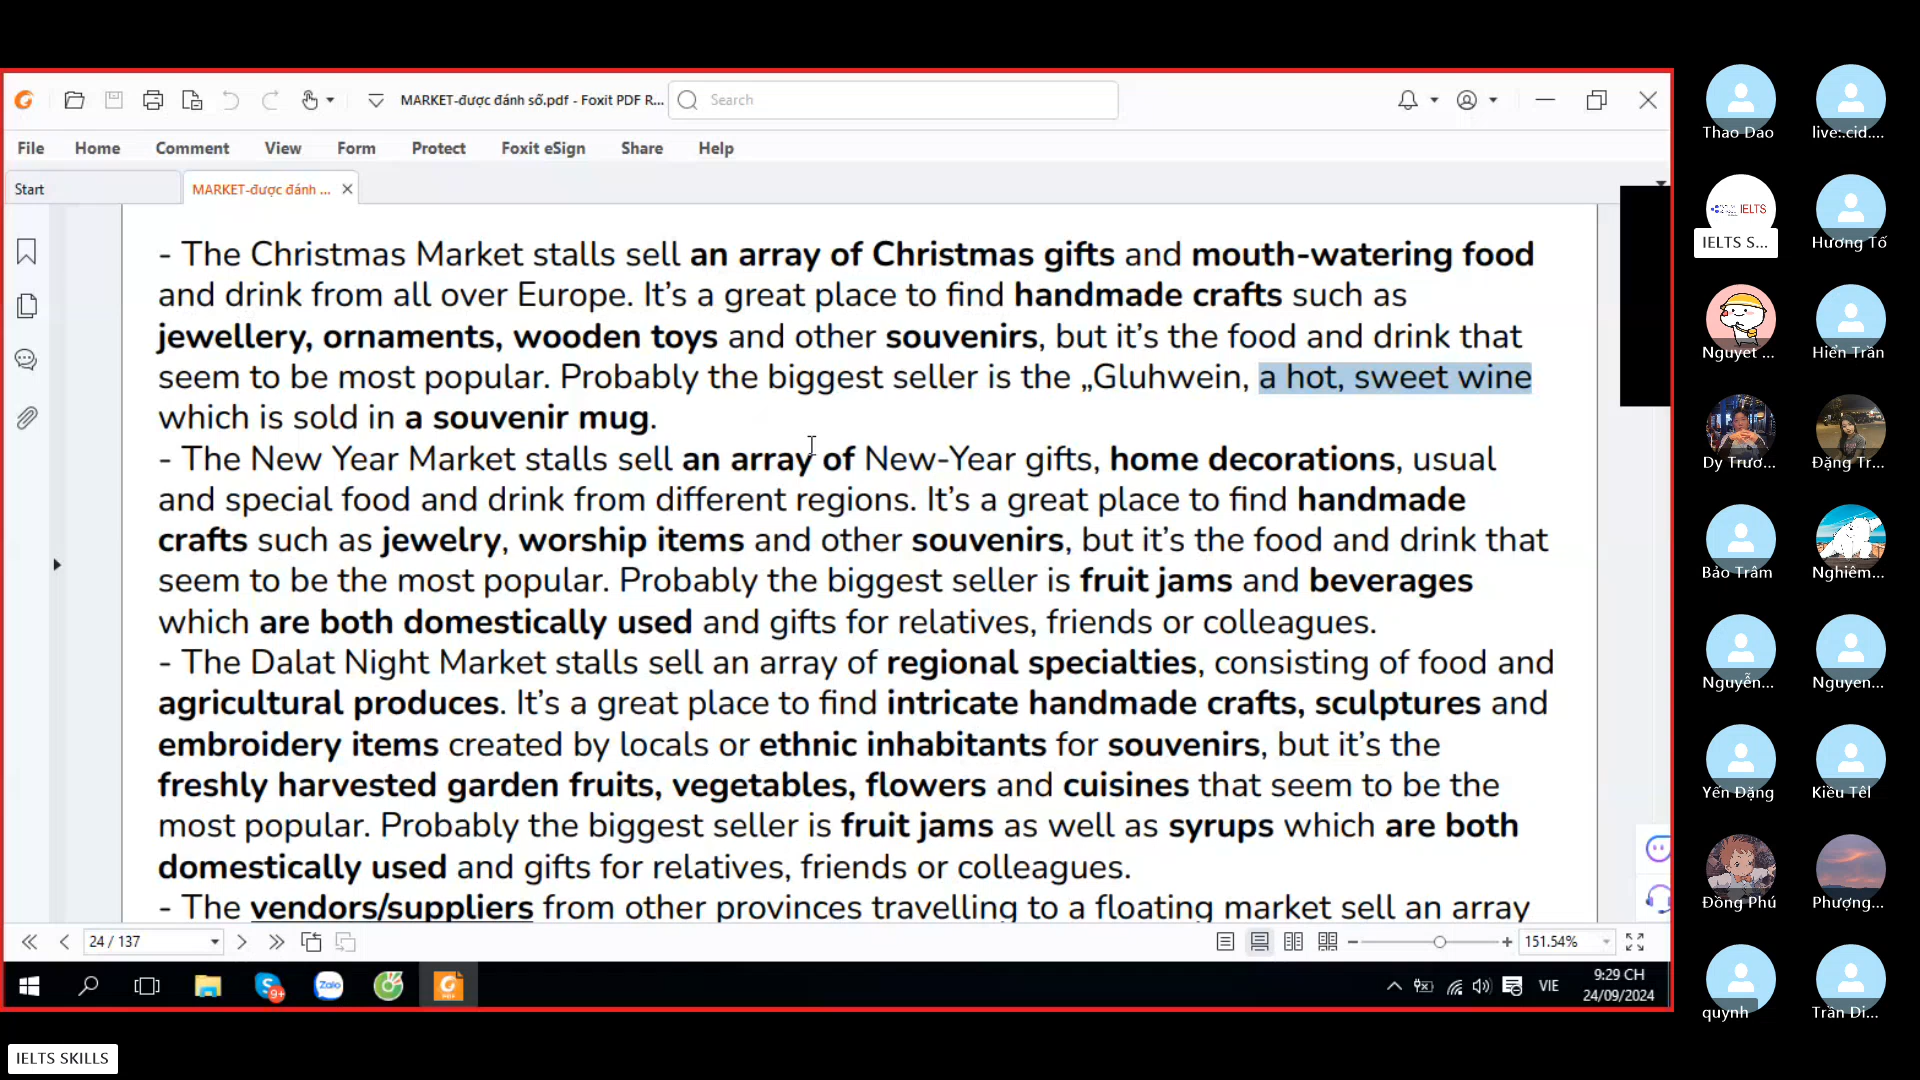 MARKET-được đánh số.pdf - Foxit PDF R...
Search
File Home Comment View Form Protect Foxit eSign Share Help
Start
MARKET-được đánh ...
- The Christmas Market stalls sell an array of Christmas gifts and mouth-watering food
and drink from all over Europe. It’s a great place to find handmade crafts such as
jewellery, ornaments, wooden toys and other souvenirs, but it’s the food and drink that
seem to be most popular. Probably the biggest seller is the „Gluhwein, a hot, sweet wine
which is sold in a souvenir mug.
- The New Year Market stalls sell an array of New-Year gifts, home decorations, usual
and special food and drink from different regions. It’s a great place to find handmade
crafts such as jewelry, worship items and other souvenirs, but it’s the food and drink that
seem to be the most popular. Probably the biggest seller is fruit jams and beverages
which are both domestically used and gifts for relatives, friends or colleagues.
- The Dalat Night Market stalls sell an array of regional specialties, consisting of food and
agricultural produces. It’s a great place to find intricate handmade crafts, sculptures and
embroidery items created by locals or ethnic inhabitants for souvenirs, but it’s the
freshly harvested garden fruits, vegetables, flowers and cuisines that seem to be the
most popular. Probably the biggest seller is fruit jams as well as syrups which are both
domestically used and gifts for relatives, friends or colleagues.
- The vendors/suppliers from other provinces travelling to a floating market sell an array
24 / 137
151.54%
9+
Zalo
PDF
VIE
9:29 CH
24/09/2024
Thao Dao
live:.cid....
IELTS
IELTS S...
Hương Tố
Nguyet ...
Hiển Trần
Dy Trươ...
Đặng Tr...
Bảo Trâm
Nghiêm...
Nguyễn...
Nguyen...
Yến Đặng
Kiều Têl
Đồng Phú
Phượng...
quynh
Trần Di...
IELTS SKILLS